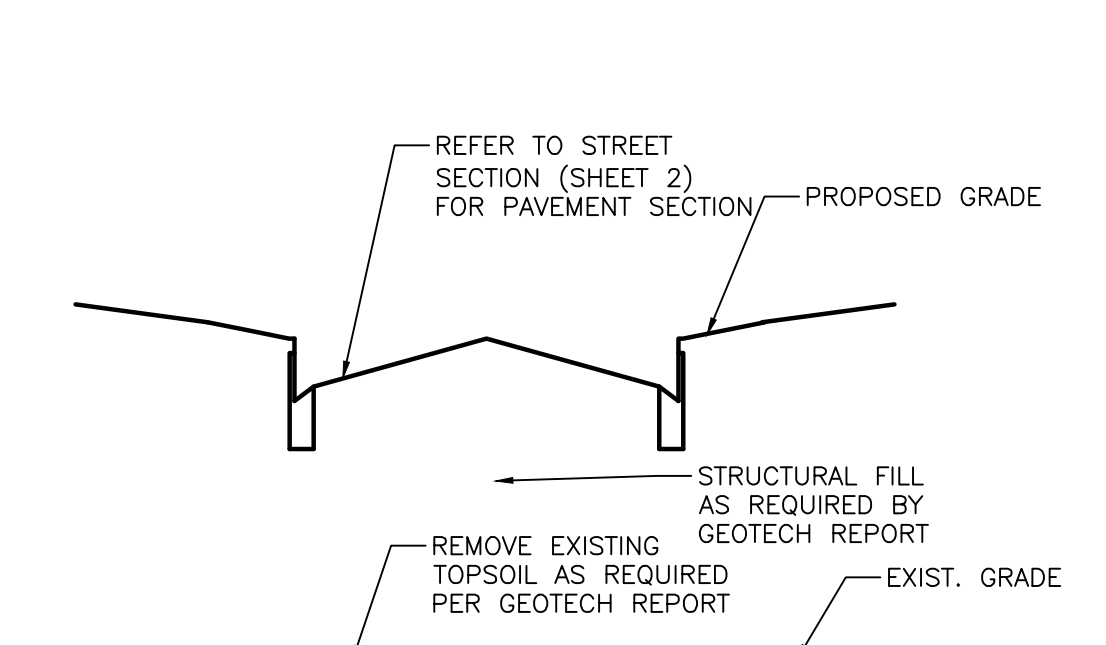 REFER TO STREET
SECTION (SHEET 2)
FOR PAVEMENT SECTION
PROPOSED GRADE
STRUCTURAL FILL
AS REQUIRED BY
GEOTECH REPORT
REMOVE EXISTING
TOPSOIL AS REQUIRED
PER GEOTECH REPORT
EXIST. GRADE